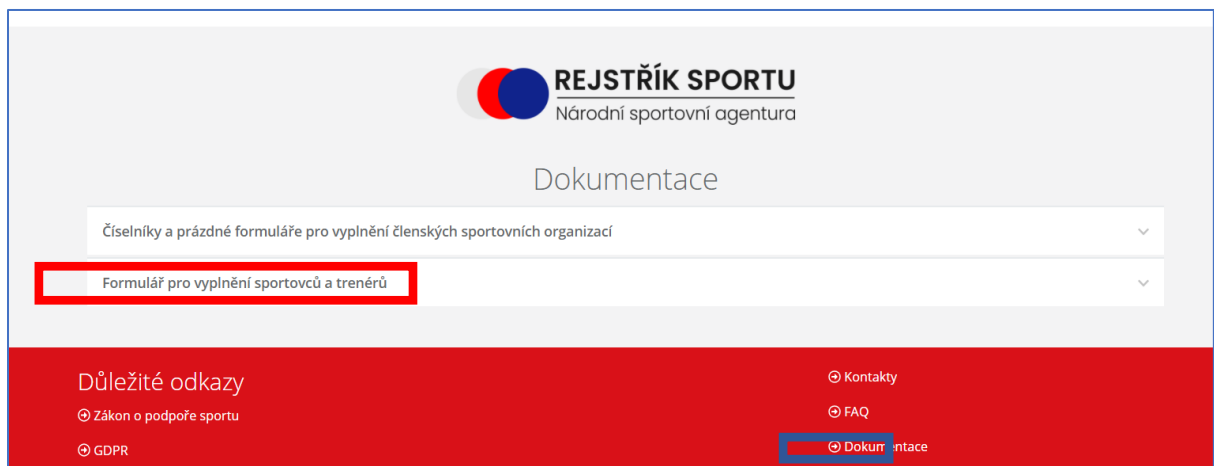 REJSTŘÍK SPORTU
Národní sportovní agentura
Dokumentace
Číselníky a prázdné formuláře pro vyplnění členských sportovních organizací
Formulář pro vyplnění sportovců a trenérů
Důležité odkazy
Zákon o podpoře sportu
GDPR
Kontakty
FAQ
Dokumentace